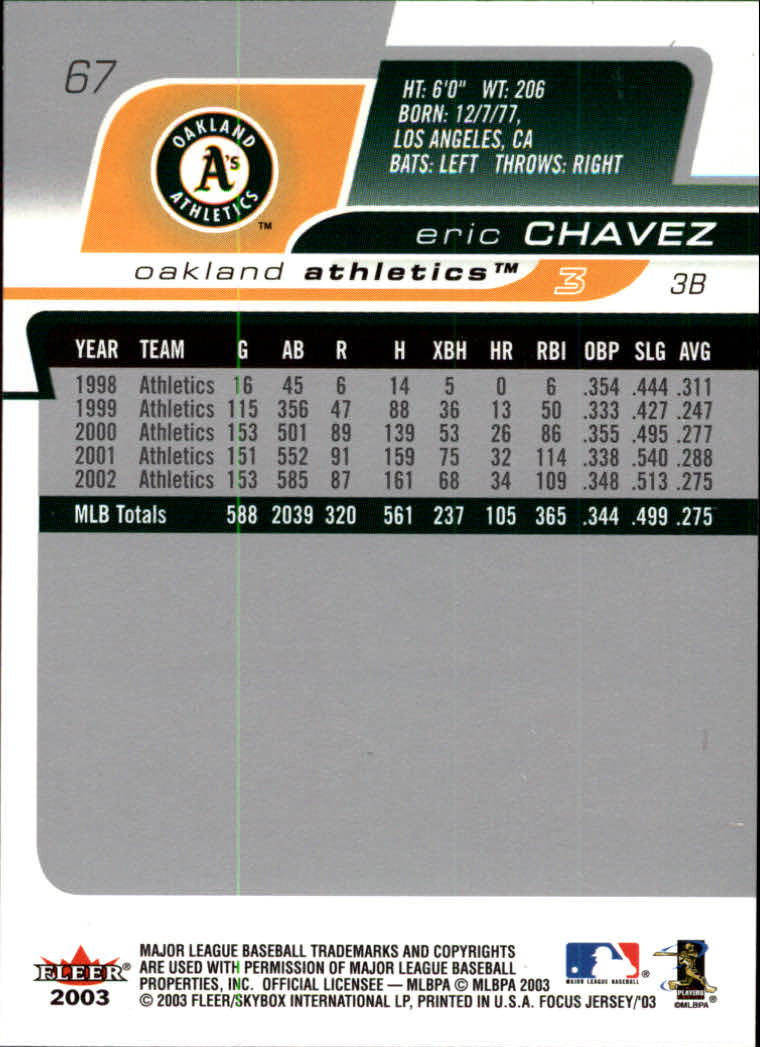 67
OAKLAND
A's
ATHLETICS
TM
HT: 6'0" WT: 206
BORN: 12/7/77,
LOS ANGELES, CA
BATS: LEFT THROWS: RIGHT
eric CHAVEZ
oakland athletics™ 3 3B
YEAR TEAM G AB R H XBH HR RBI OBP SLG AVG
1998 Athletics 16 45 6 14 5 0 6 .354 .444 .311
1999 Athletics 115 356 47 88 36 13 50 .333 .427 .247
2000 Athletics 153 501 89 139 53 26 86 .355 .495 .277
2001 Athletics 151 552 91 159 75 32 114 .338 .540 .288
2002 Athletics 153 585 87 161 68 34 109 .348 .513 .275
MLB Totals 588 2039 320 561 237 105 365 .344 .499 .275
FLEER®
2003
MAJOR LEAGUE BASEBALL TRADEMARKS AND COPYRIGHTS
ARE USED WITH PERMISSION OF MAJOR LEAGUE BASEBALL
PROPERTIES, INC. OFFICIAL LICENSEE — MLBPA © MLBPA 2003
© 2003 FLEER/SKYBOX INTERNATIONAL LP, PRINTED IN U.S.A. FOCUS JERSEY/'03
MAJOR LEAGUE BASEBALL ®
PLAYERS ®
©MLBPA